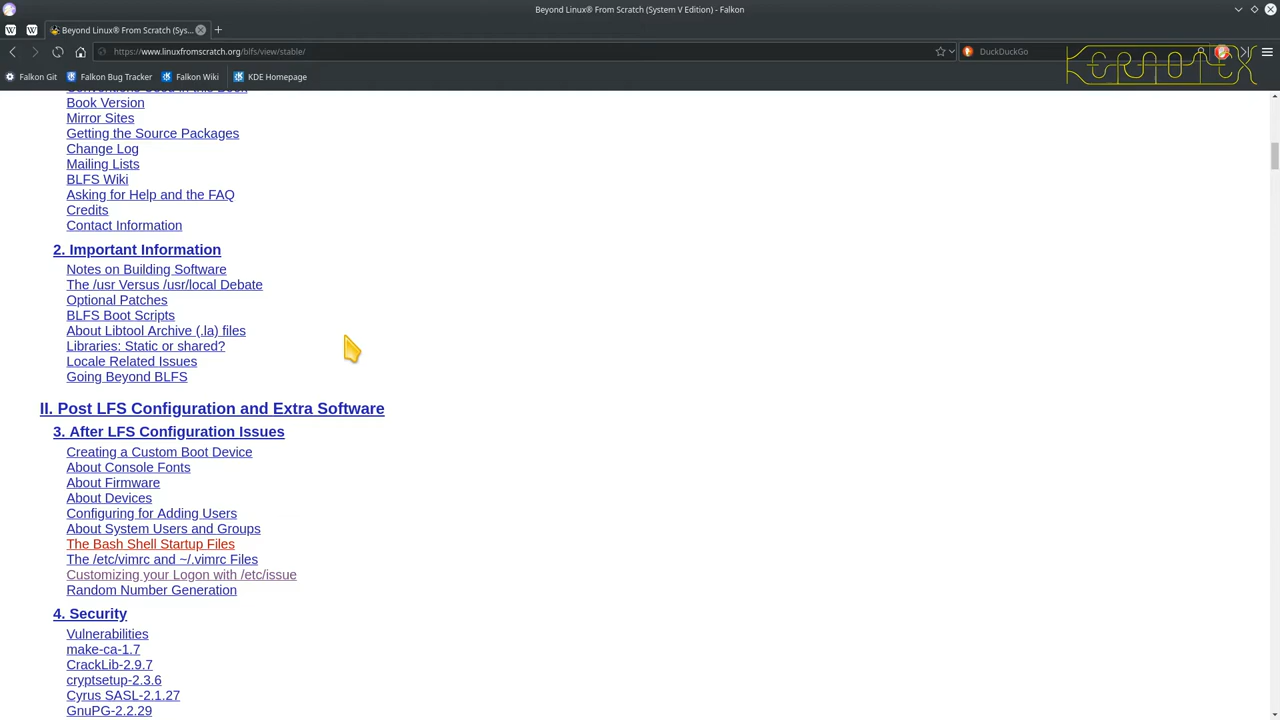 Beyond Linux® From Scratch (System V Edition) - Falkon
Beyond Linux® From Scratch (Sys...
https://www.linuxfromscratch.org/blfs/view/stable/
DuckDuckGo
Falkon Git
Falkon Bug Tracker
Falkon Wiki
KDE Homepage
Conventions Used in this Book
Book Version
Mirror Sites
Getting the Source Packages
Change Log
Mailing Lists
BLFS Wiki
Asking for Help and the FAQ
Credits
Contact Information
2. Important Information
Notes on Building Software
The /usr Versus /usr/local Debate
Optional Patches
BLFS Boot Scripts
About Libtool Archive (.la) files
Libraries: Static or shared?
Locale Related Issues
Going Beyond BLFS
II. Post LFS Configuration and Extra Software
3. After LFS Configuration Issues
Creating a Custom Boot Device
About Console Fonts
About Firmware
About Devices
Configuring for Adding Users
About System Users and Groups
The Bash Shell Startup Files
The /etc/vimrc and ~/.vimrc Files
Customizing your Logon with /etc/issue
Random Number Generation
4. Security
Vulnerabilities
make-ca-1.7
CrackLib-2.9.7
cryptsetup-2.3.6
Cyrus SASL-2.1.27
GnuPG-2.2.29